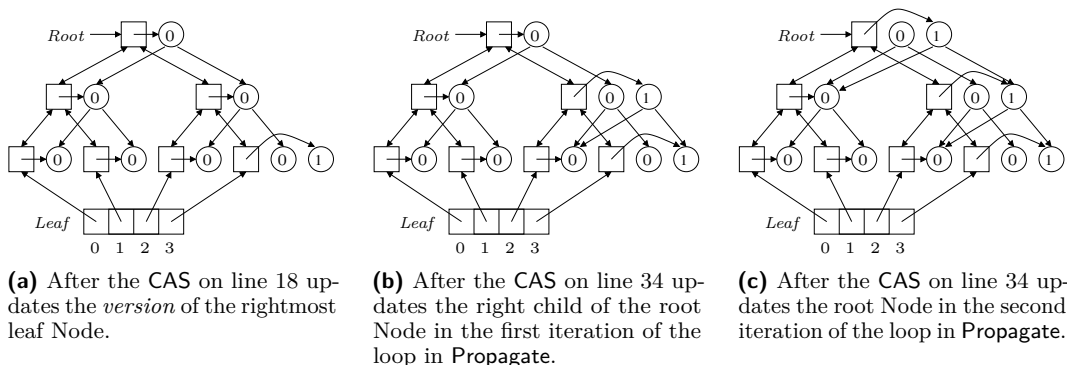 Root 0
0 0
0 0 0 0 1
Leaf
0 1 2 3
(a) After the CAS on line 18 up-
dates the version of the rightmost
leaf Node.
Root 0
0 0 1
0 0 0 0 1
Leaf
0 1 2 3
(b) After the CAS on line 34 up-
dates the right child of the root
Node in the first iteration of the
loop in Propagate.
Root 0 1
0 0 1
0 0 0 0 1
Leaf
0 1 2 3
(c) After the CAS on line 34 up-
dates the root Node in the second
iteration of the loop in Propagate.